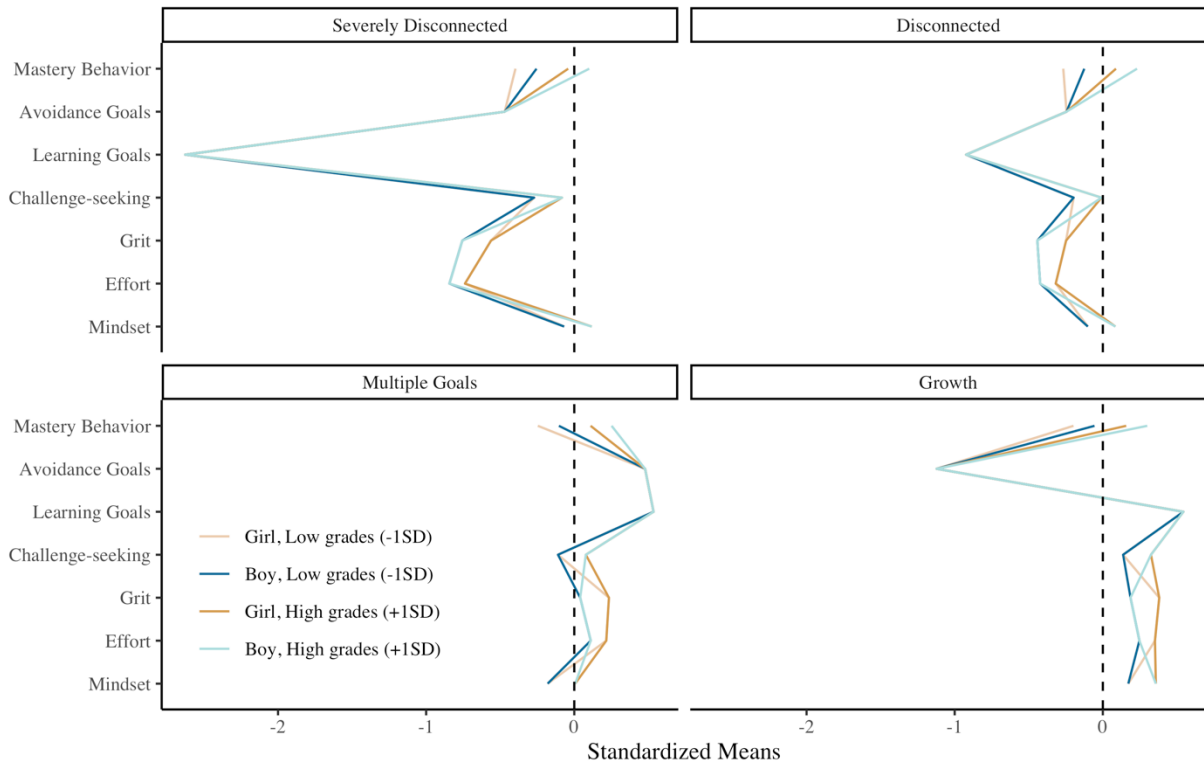 Severely Disconnected
Disconnected
Mastery Behavior
Avoidance Goals
Learning Goals
Challenge-seeking
Grit
Effort
Mindset
Multiple Goals
Growth
Mastery Behavior
Avoidance Goals
Learning Goals
Challenge-seeking
Grit
Effort
Mindset
Girl, Low grades (-1SD)
Boy, Low grades (-1SD)
Girl, High grades (+1SD)
Boy, High grades (+1SD)
-2 -1 0 -2 -1 0
Standardized Means